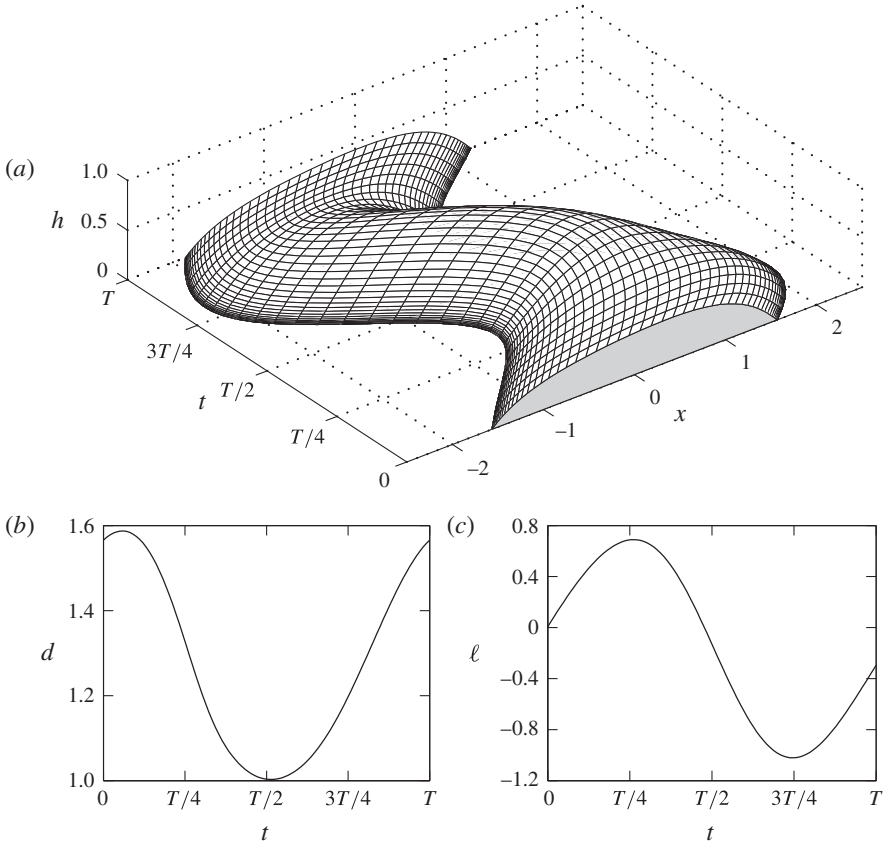 (a)
1.0
h 0.5
0
T
3T/4
t T/2
T/4
0
–2
–1
0
x
1
2
(b)
1.6
1.4
d
1.2
1.0
0 T/4 T/2 3T/4 T
t
(c)
0.8
0.4
0
ℓ
–0.4
–0.8
–1.2
0 T/4 T/2 3T/4 T
t